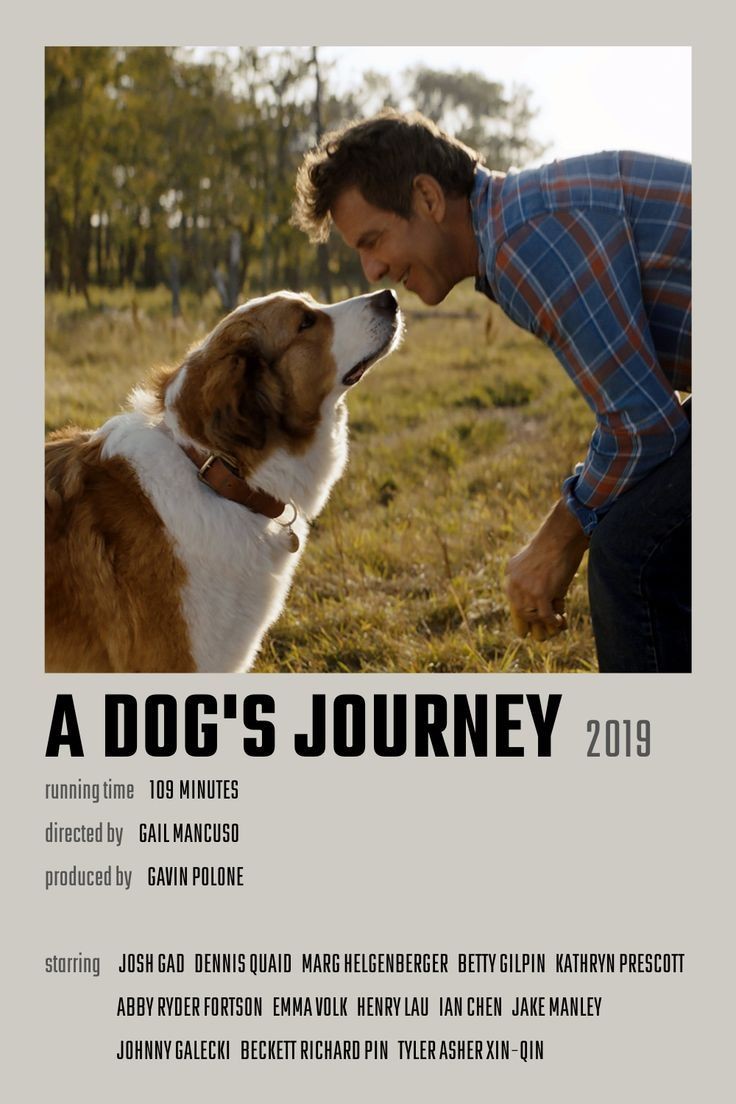 A DOG'S JOURNEY 2019
running time 109 MINUTES
directed by GAIL MANCUSO
produced by GAVIN POLONE
starring JOSH GAD DENNIS QUAID MARG HELGENBERGER BETTY GILPIN KATHRYN PRESCOTT
ABBY RYDER FORTSON EMMA VOLK HENRY LAU IAN CHEN JAKE MANLEY
JOHNNY GALECKI BECKETT RICHARD PIN TYLER ASHER XIN-QIN